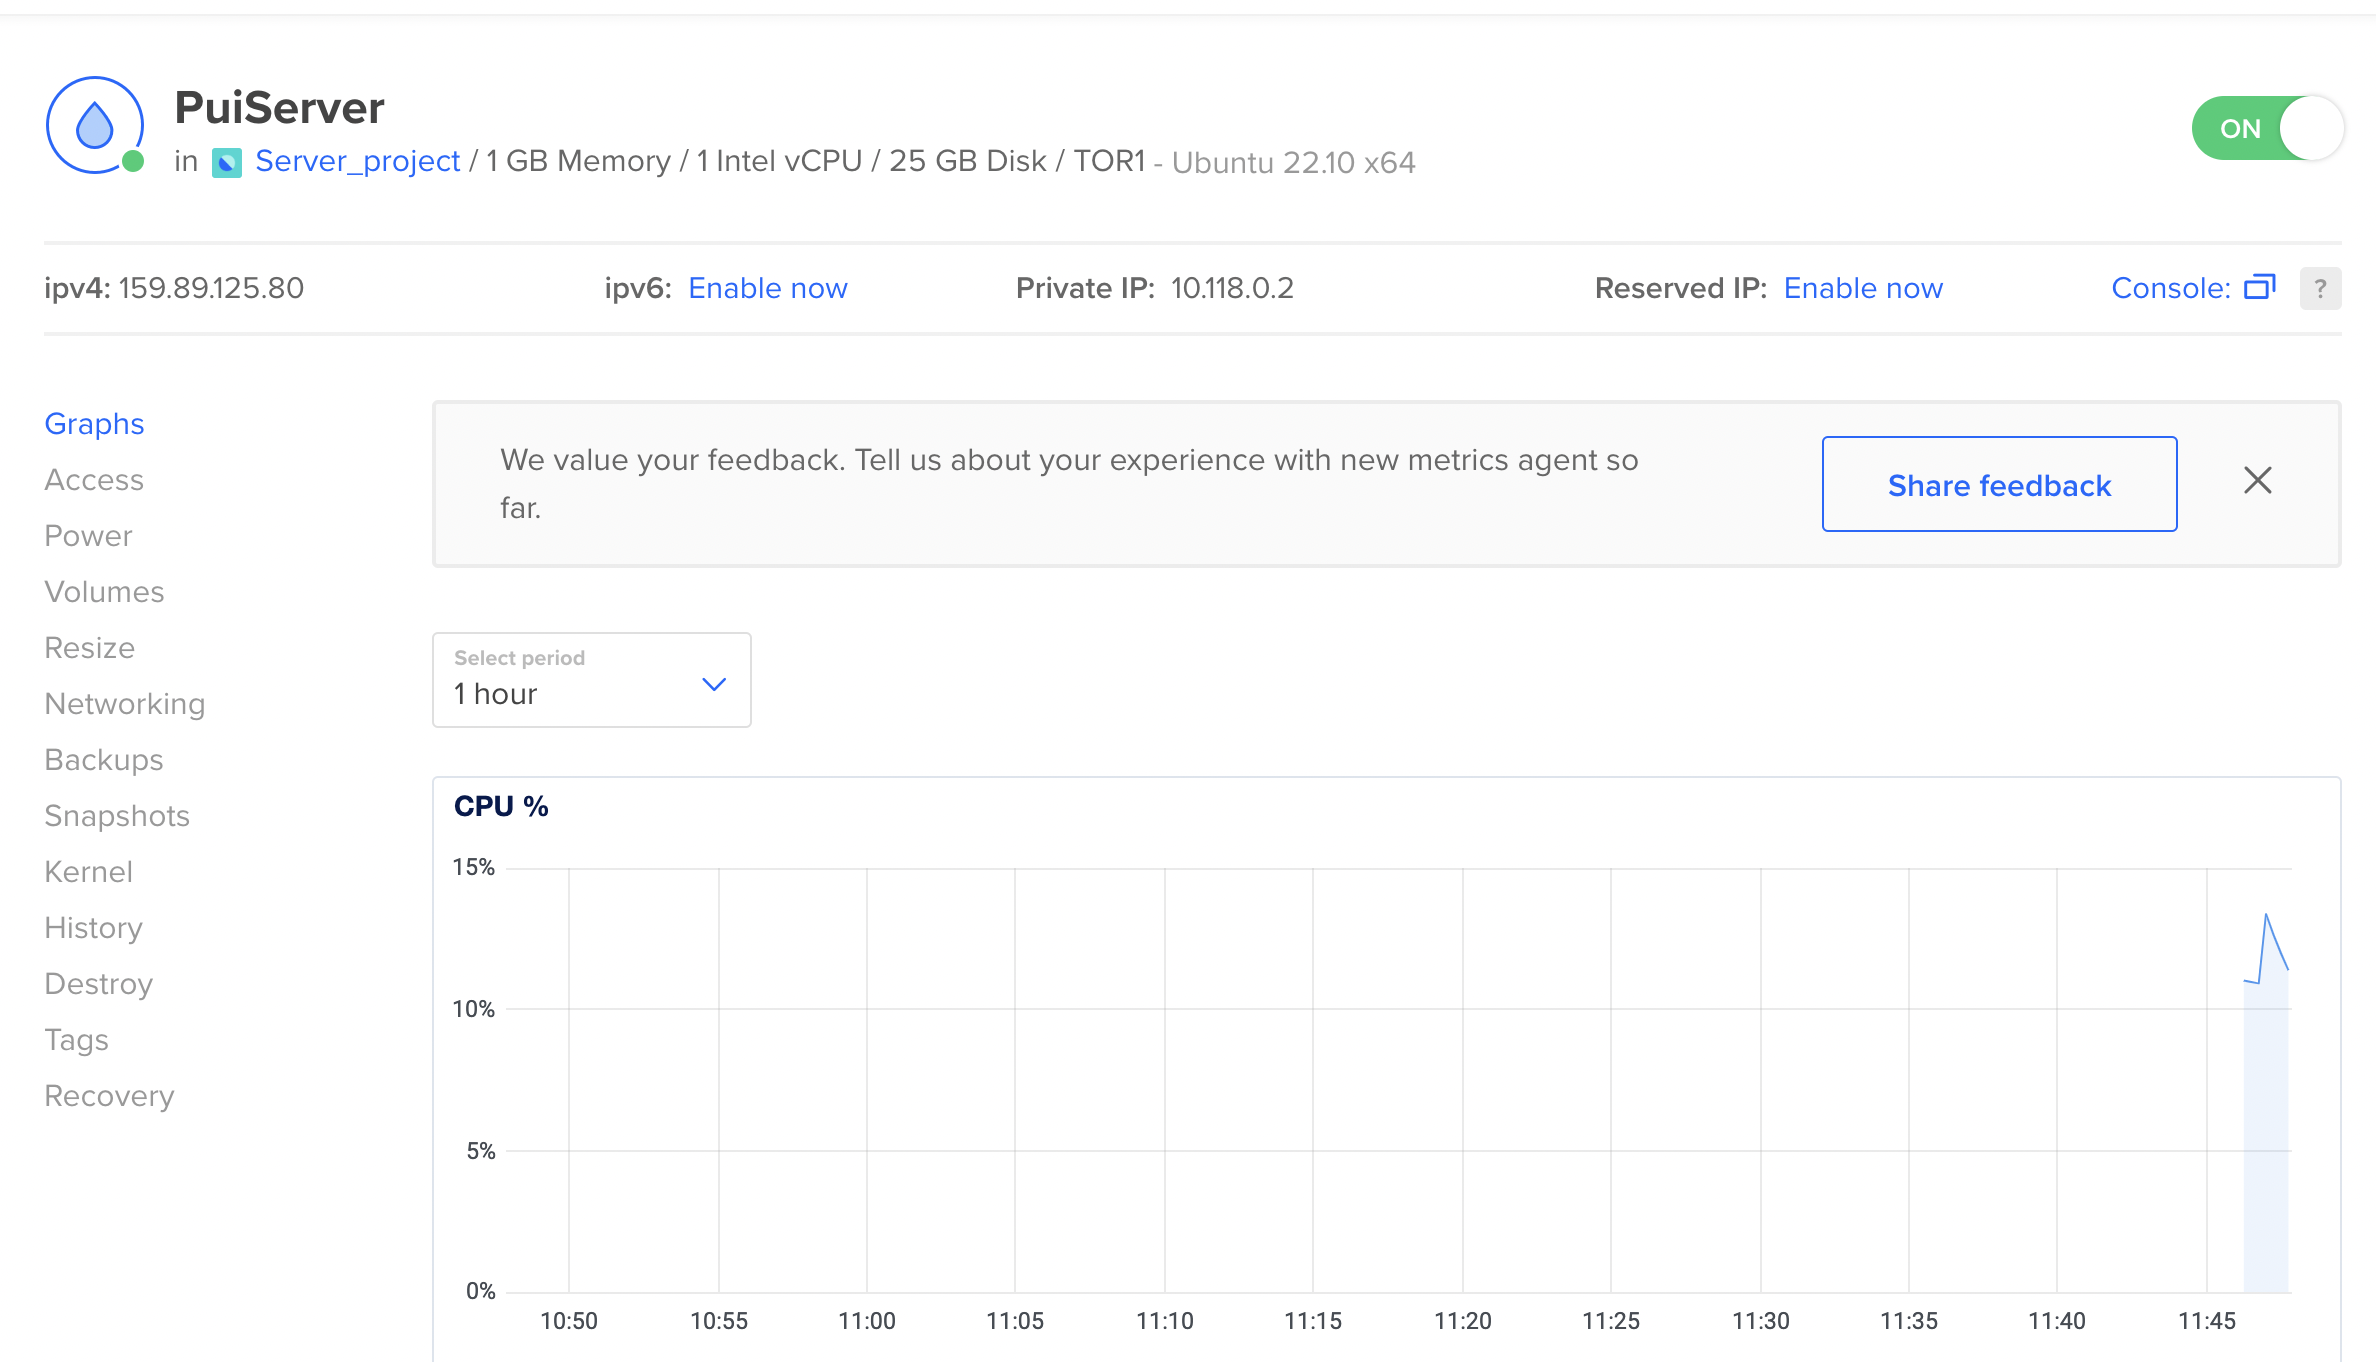 PuiServer
in Server_project / 1 GB Memory / 1 Intel vCPU / 25 GB Disk / TOR1 - Ubuntu 22.10 x64
ON
ipv4: 159.89.125.80 ipv6: Enable now Private IP: 10.118.0.2 Reserved IP: Enable now Console: ?
Graphs
Access
Power
Volumes
Resize
Networking
Backups
Snapshots
Kernel
History
Destroy
Tags
Recovery
We value your feedback. Tell us about your experience with new metrics agent so
far.
Share feedback
Select period
1 hour
CPU %
15%
10%
5%
0%
10:50 10:55 11:00 11:05 11:10 11:15 11:20 11:25 11:30 11:35 11:40 11:45